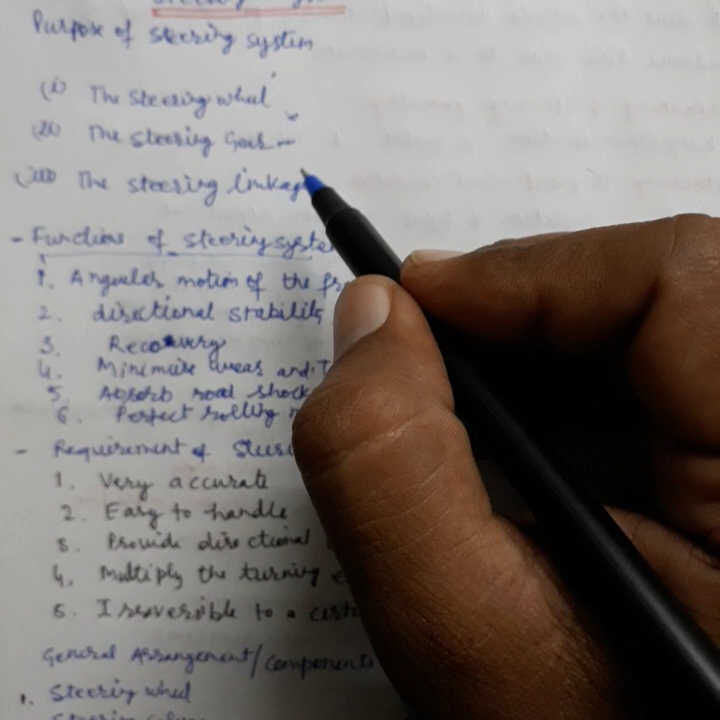 Purpose of steering system
(i) The steering wheel
(ii) The steering Gear
(iii) The steering linkage
- Functions of steering system
1. Angular motion of the
2. directional stability
3. Recovery
4. Minimize wear and
5. Absorb road shock
6. Perfect rolling
- Requirement of
1. Very accurate
2. Easy to handle
3. Provide directional
4. Multiply the turning
5. Irreversible to a
General Arrangement/components
1. Steering wheel